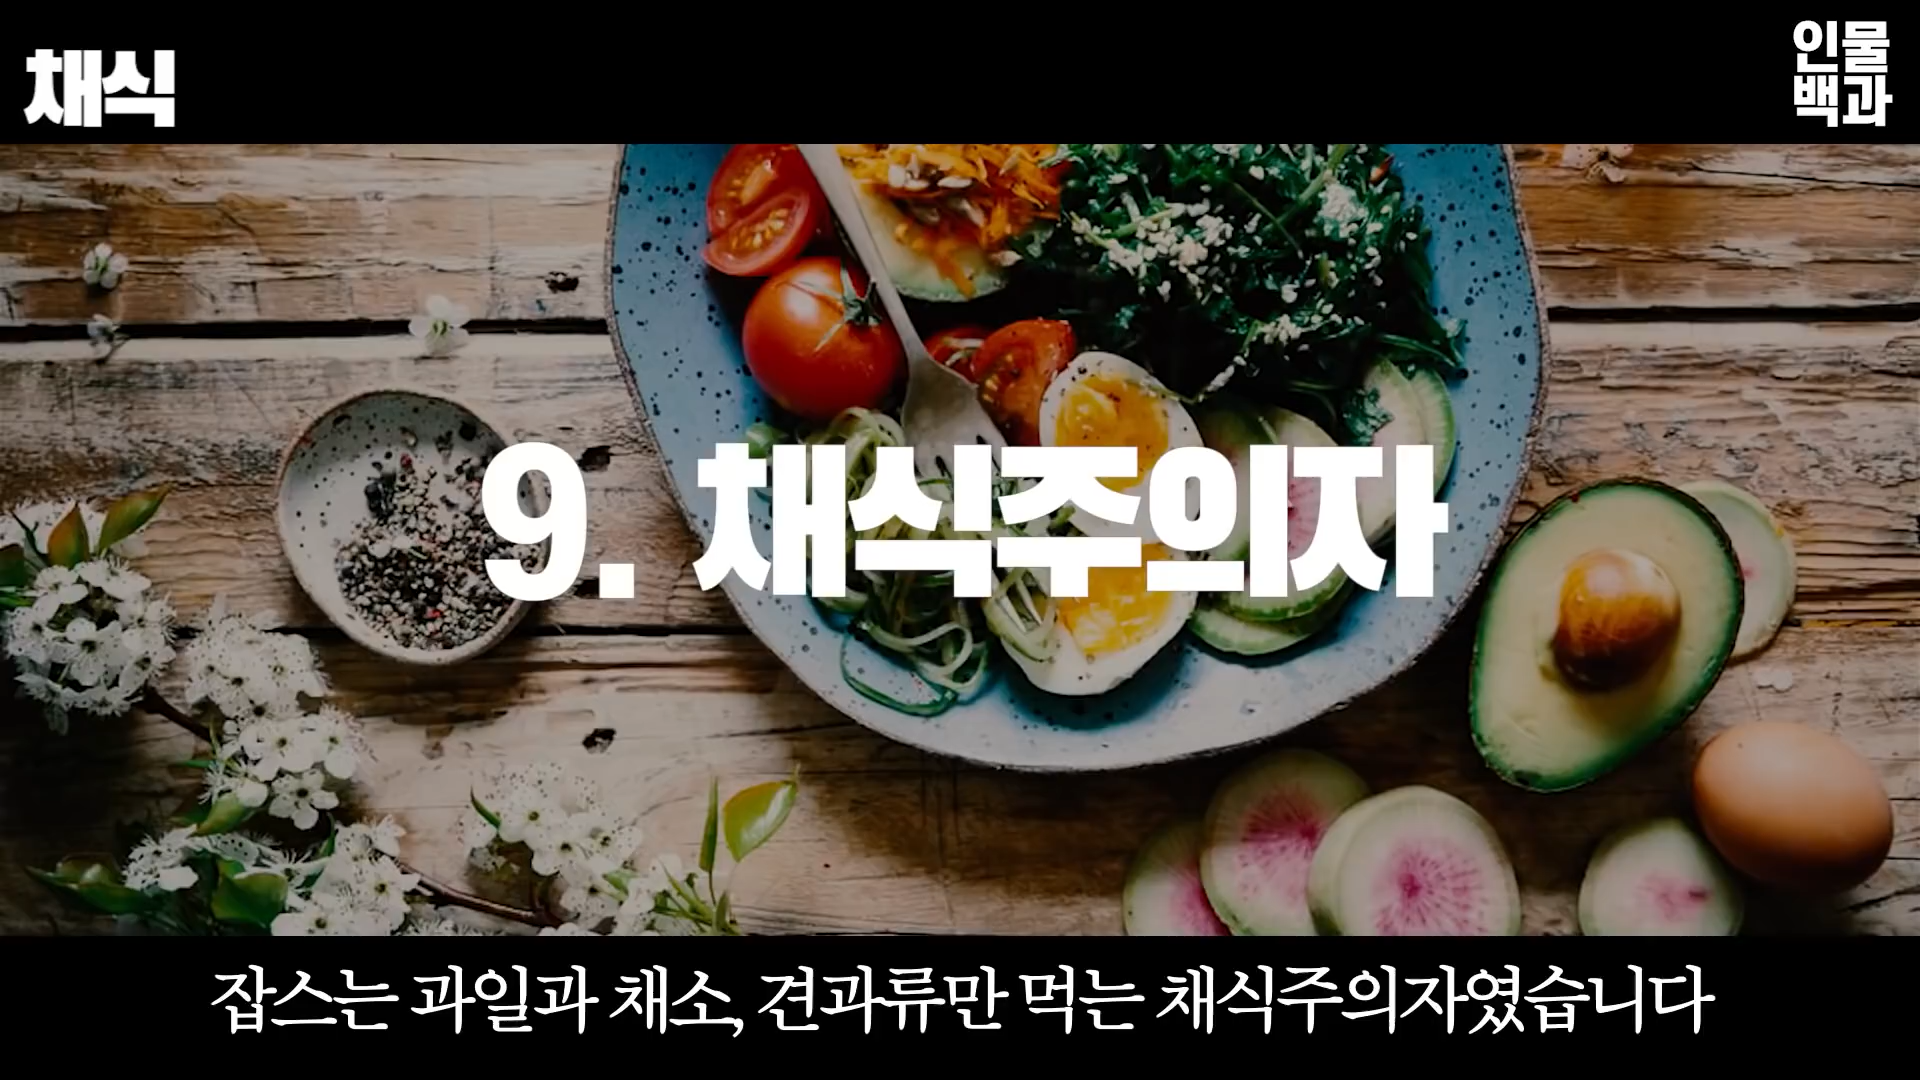 채식
인물
백과
9. 채식주의자
잡스는 과일과 채소, 견과류만 먹는 채식주의자였습니다